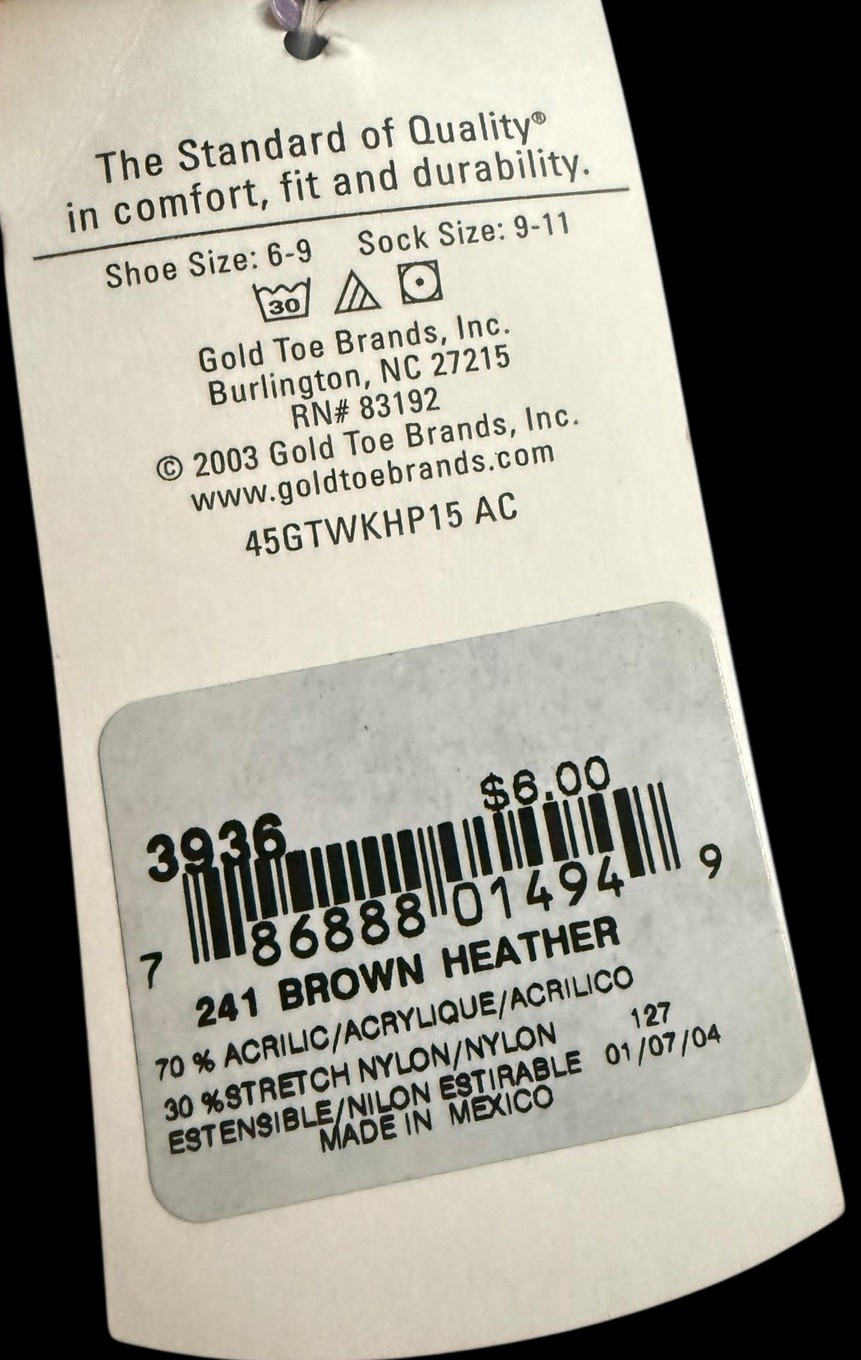 The Standard of Quality®
in comfort, fit and durability.
Shoe Size: 6-9 Sock Size: 9-11
30
Gold Toe Brands, Inc.
Burlington, NC 27215
RN# 83192
© 2003 Gold Toe Brands, Inc.
www.goldtoebrands.com
45GTWKHP15 AC
3936 $6.00
7 86888 01494 9
241 BROWN HEATHER
70 % ACRILIC/ACRYLIQUE/ACRILICO
30 %STRETCH NYLON/NYLON 127
ESTENSIBLE/NILON ESTIRABLE 01/07/04
MADE IN MEXICO